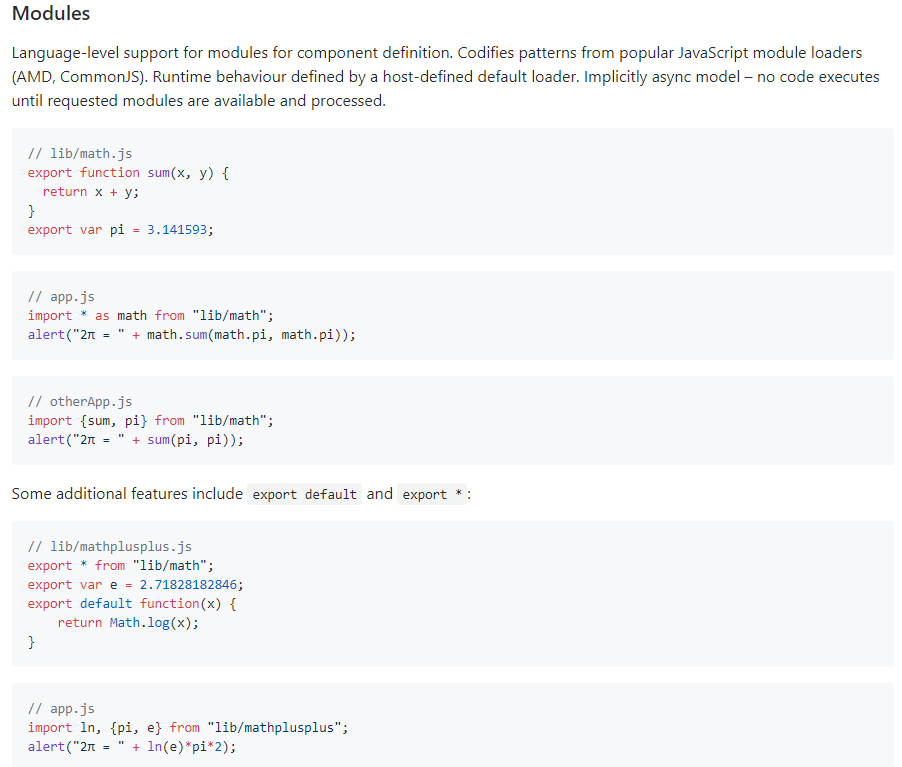 Modules
Language-level support for modules for component definition. Codifies patterns from popular JavaScript module loaders
(AMD, CommonJS). Runtime behaviour defined by a host-defined default loader. Implicitly async model – no code executes
until requested modules are available and processed.
// lib/math.js
export function sum(x, y) {
  return x + y;
}
export var pi = 3.141593;
// app.js
import * as math from "lib/math";
alert("2π = " + math.sum(math.pi, math.pi));
// otherApp.js
import {sum, pi} from "lib/math";
alert("2π = " + sum(pi, pi));
Some additional features include export default and export *:
// lib/mathplusplus.js
export * from "lib/math";
export var e = 2.71828182846;
export default function(x) {
    return Math.log(x);
}
// app.js
import ln, {pi, e} from "lib/mathplusplus";
alert("2π = " + ln(e)*pi*2);